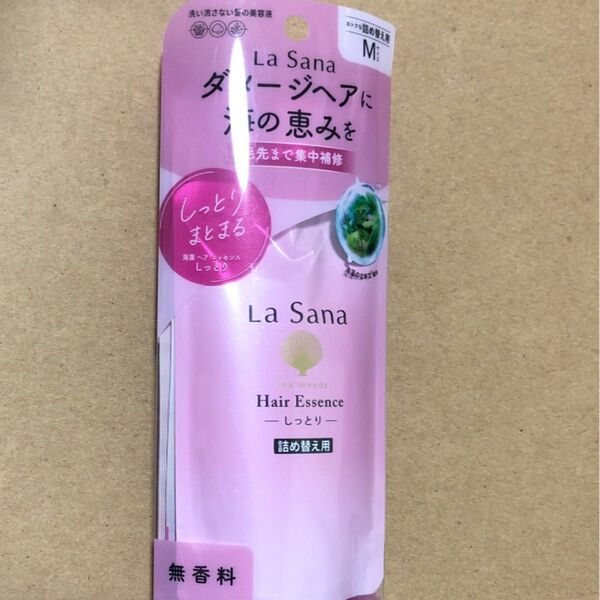 洗い流さない髪の美容液
おトクな詰め替え用
Mサイズ
La Sana
ダメージヘアに
海の恵みを
毛先まで集中補修
しっとり
まとまる
海藻 ヘア エッセンス
しっとり
La Sana
Sea Weeds
Hair Essence
しっとり
詰め替え用
無香料